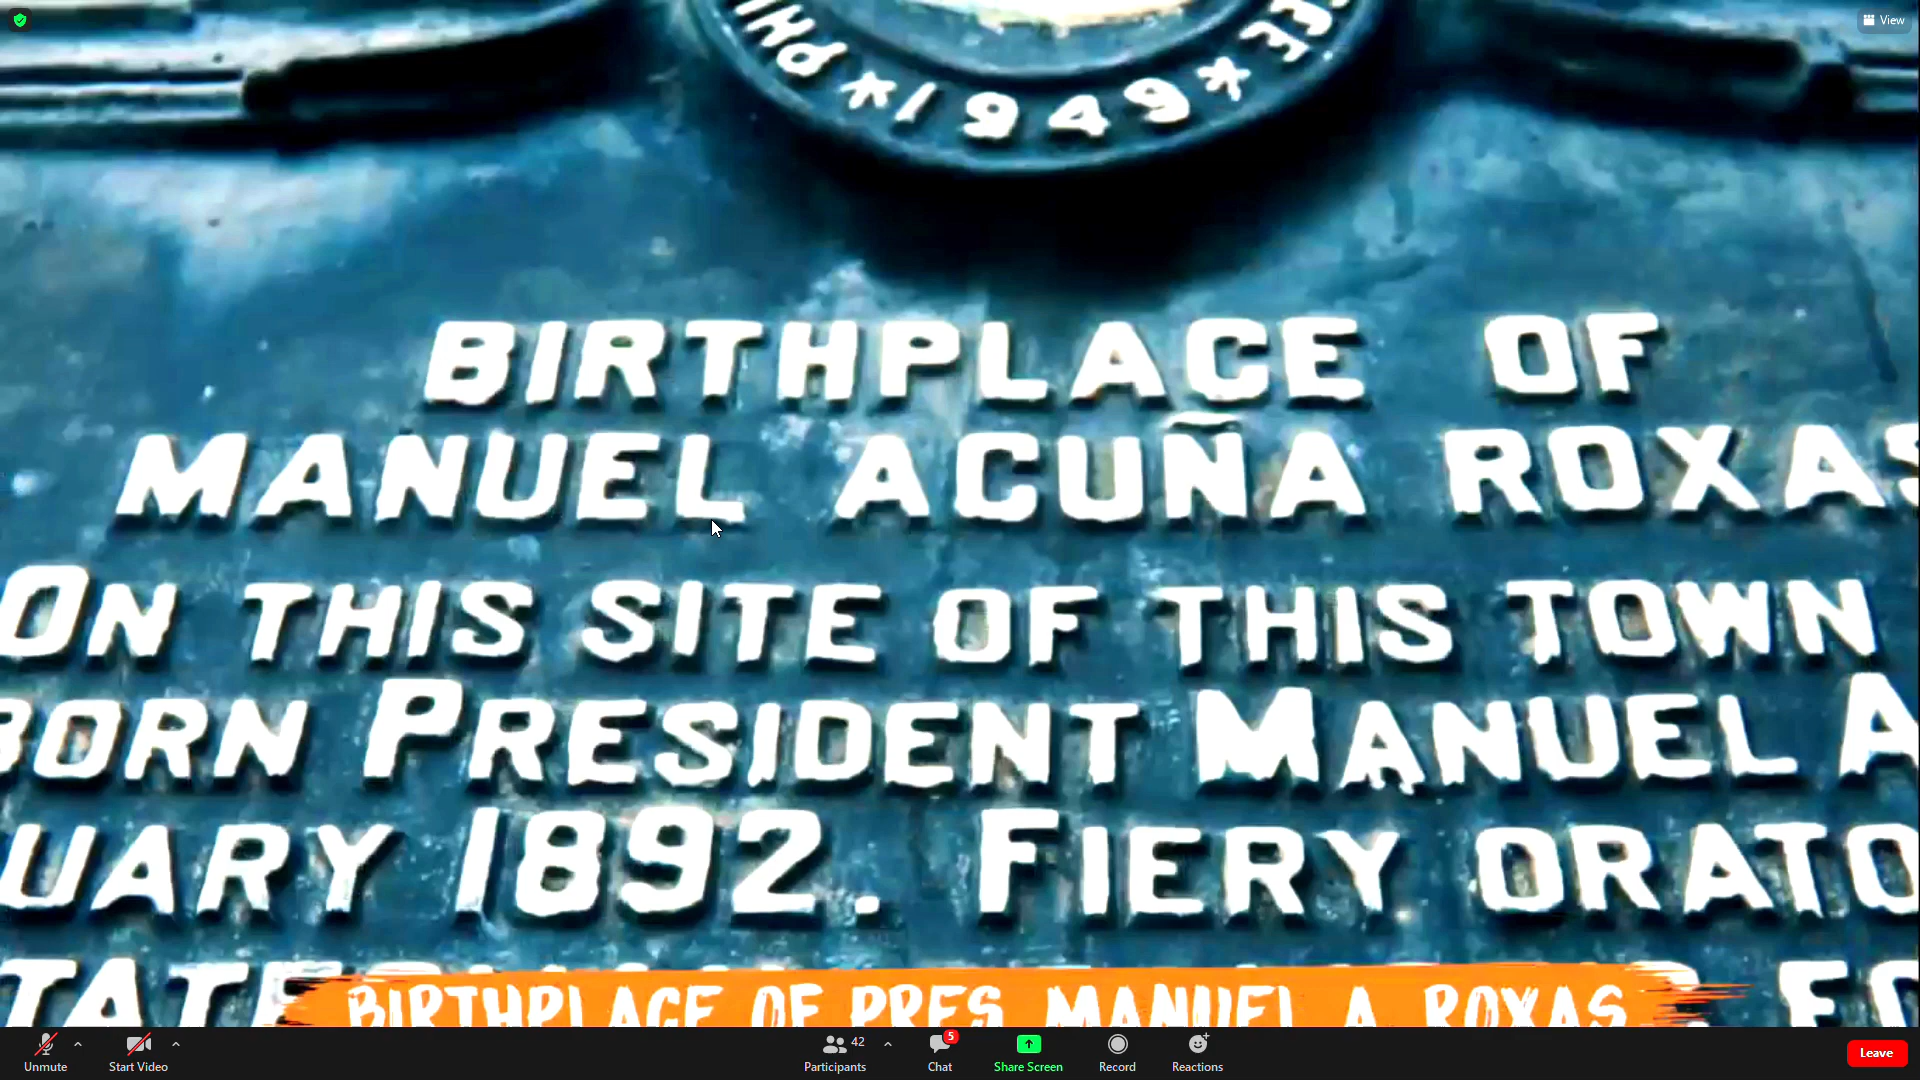 View
1949
BIRTHPLACE OF
MANUEL ACUÑA ROXAS
ON THIS SITE OF THIS TOWN
BORN PRESIDENT MANUEL A
UARY 1892. FIERY ORATO
BIRTHPLACE OF PRES. MANUEL A. ROXAS
Unmute
Start Video
42
Participants
5
Chat
Share Screen
Record
Reactions
Leave